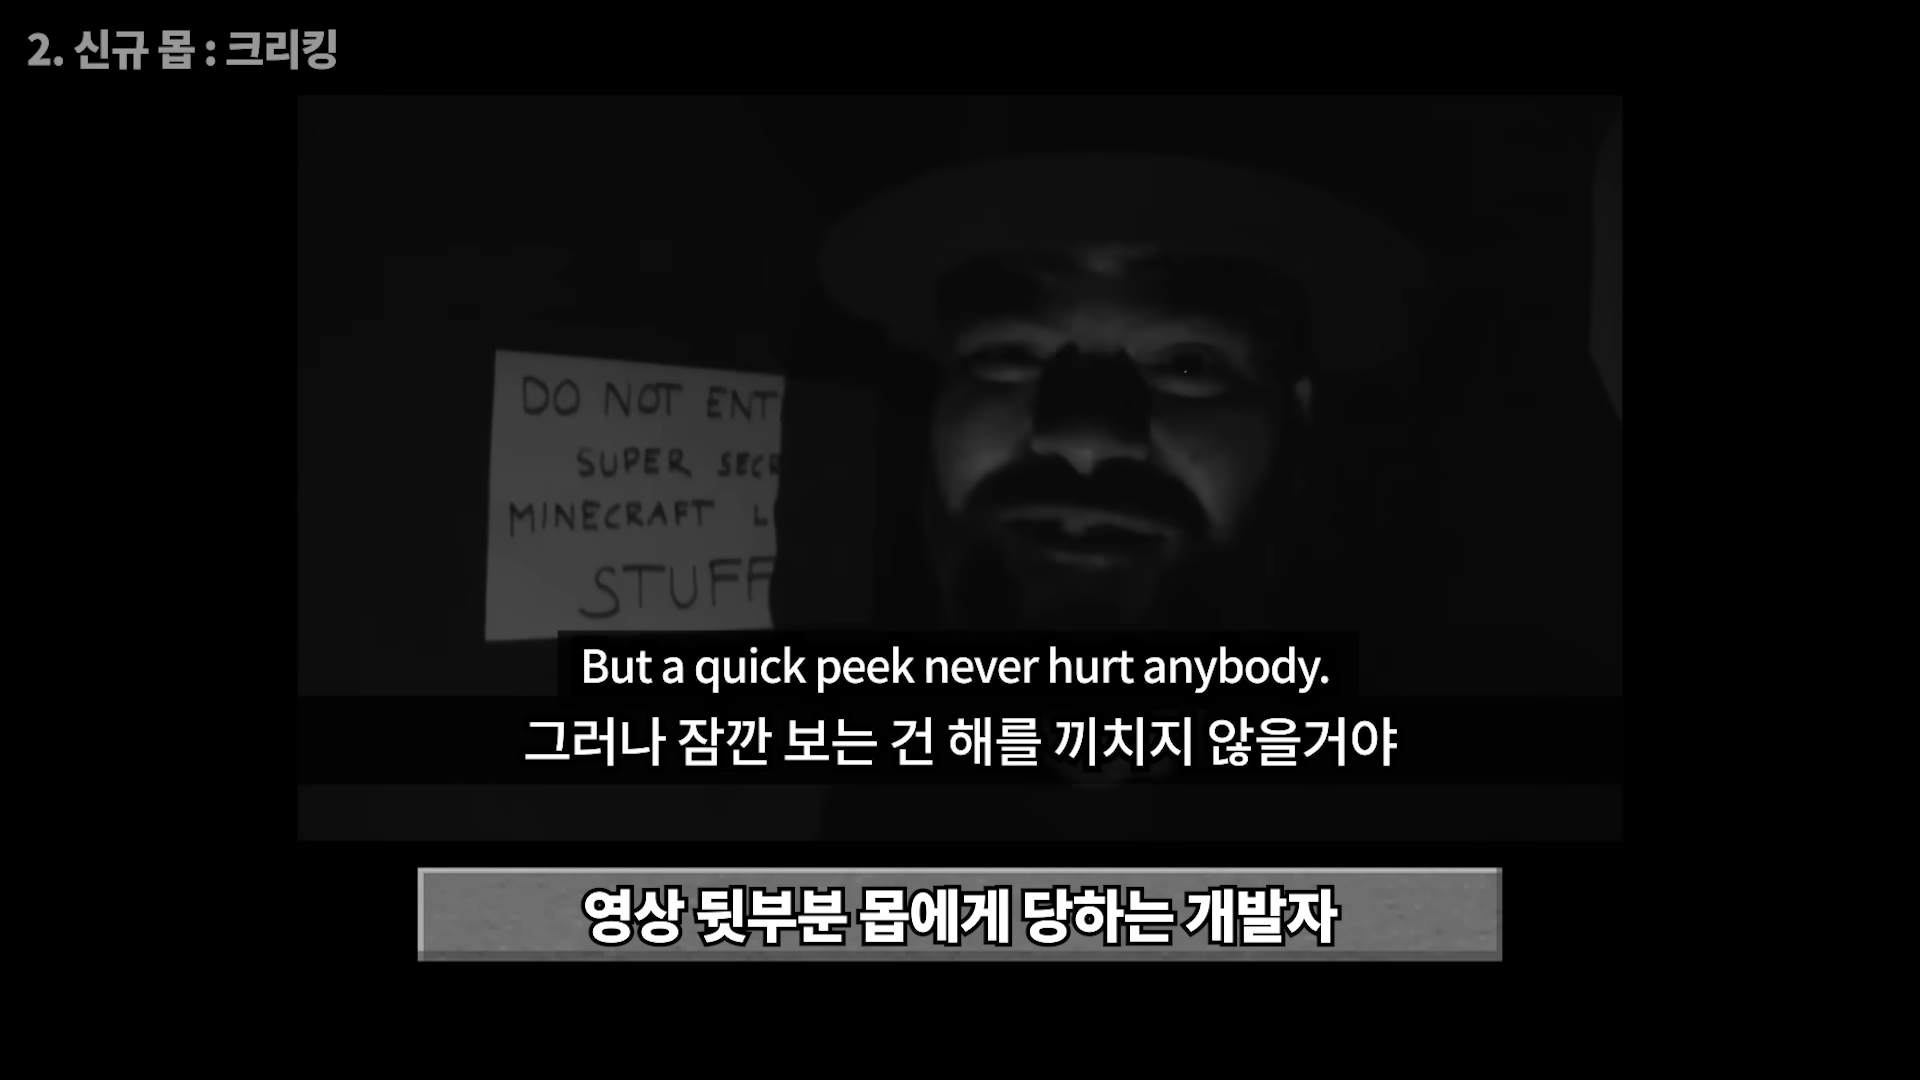 2. 신규 몹 : 크리킹
DO NOT ENT
SUPER SECR
MINECRAFT L
STUFF
But a quick peek never hurt anybody.
그러나 잠깐 보는 건 해를 끼치지 않을거야
영상 뒷부분 몹에게 당하는 개발자